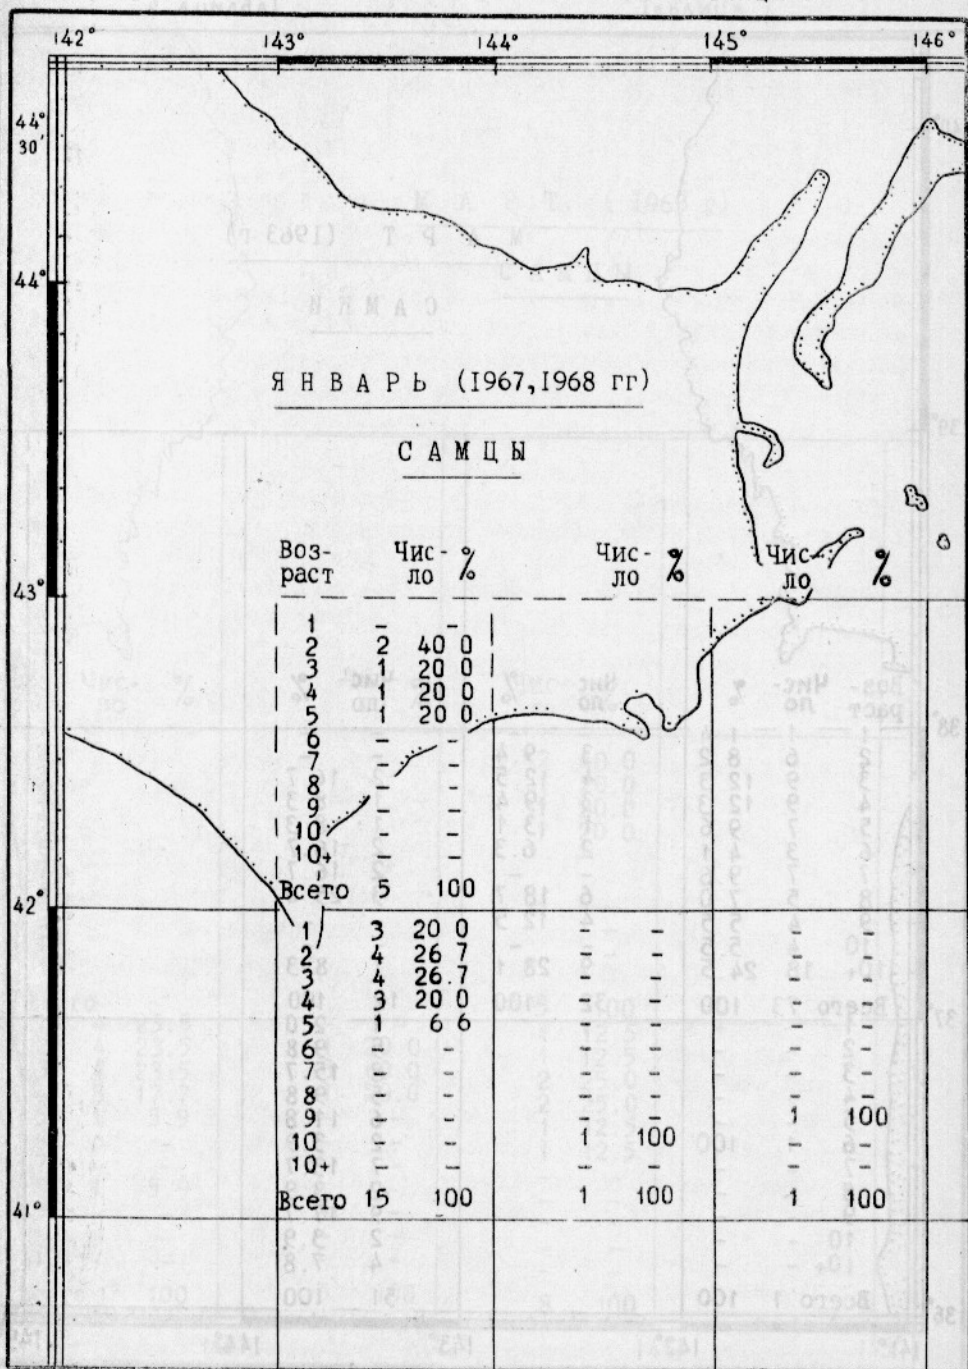 142° 143° 144° 145° 146°
44°
30'
44°
ЯНВАРЬ (I967,I968 гг)
САМЦЫ
Воз- Чис- % Чис- % Чис- %
раст ло ло ло
43°
1 - -
2 2 40 0
3 1 20 0
4 1 20 0
5 1 20 0
6 - -
7 - -
8 - -
9 - -
10 - -
10+ - -
Всего 5 100
42°
1 3 20 0 - - - -
2 4 26 7 - - - -
3 4 26.7 - - - -
4 3 20 0 - - - -
5 1 6 6 - - - -
6 - - - - - -
7 - - - - - -
8 - - - - - -
9 - - - - 1 100
10 - - 1 100 - -
10+ - - - - - -
Всего 15 100 1 100 1 100
41°